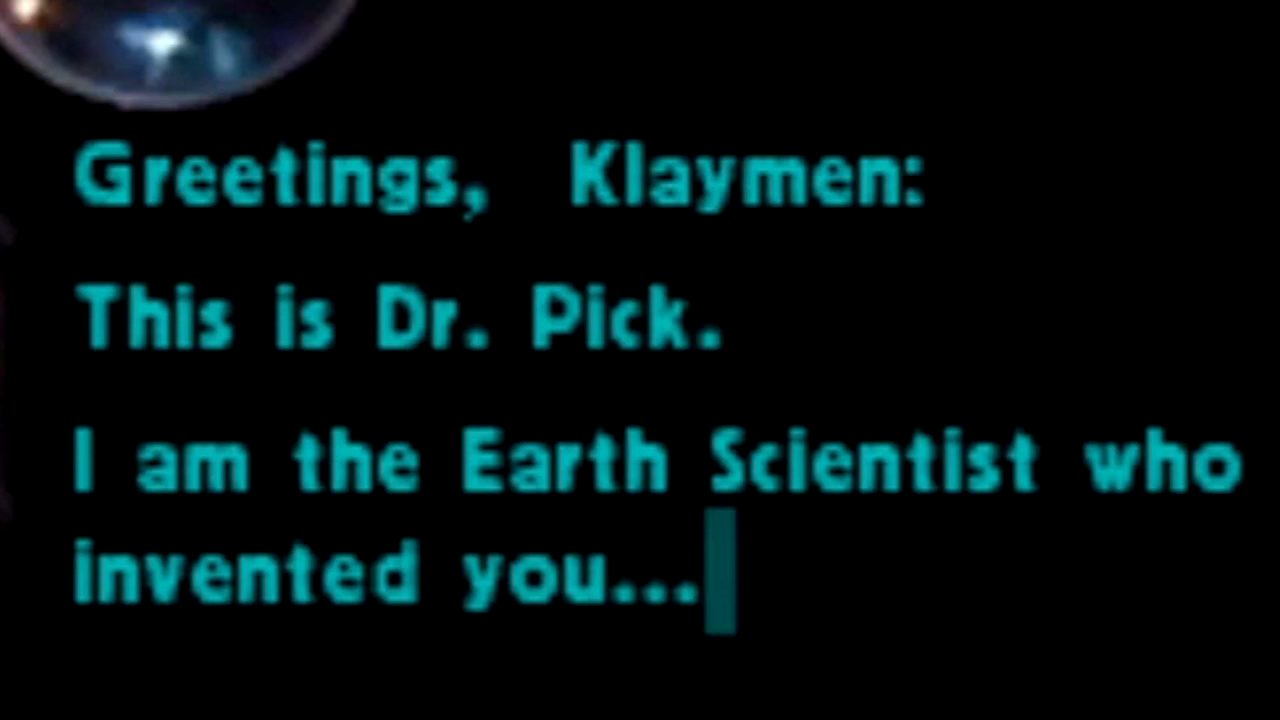 Greetings, Klaymen:
This is Dr. Pick.
I am the Earth Scientist who
invented you...